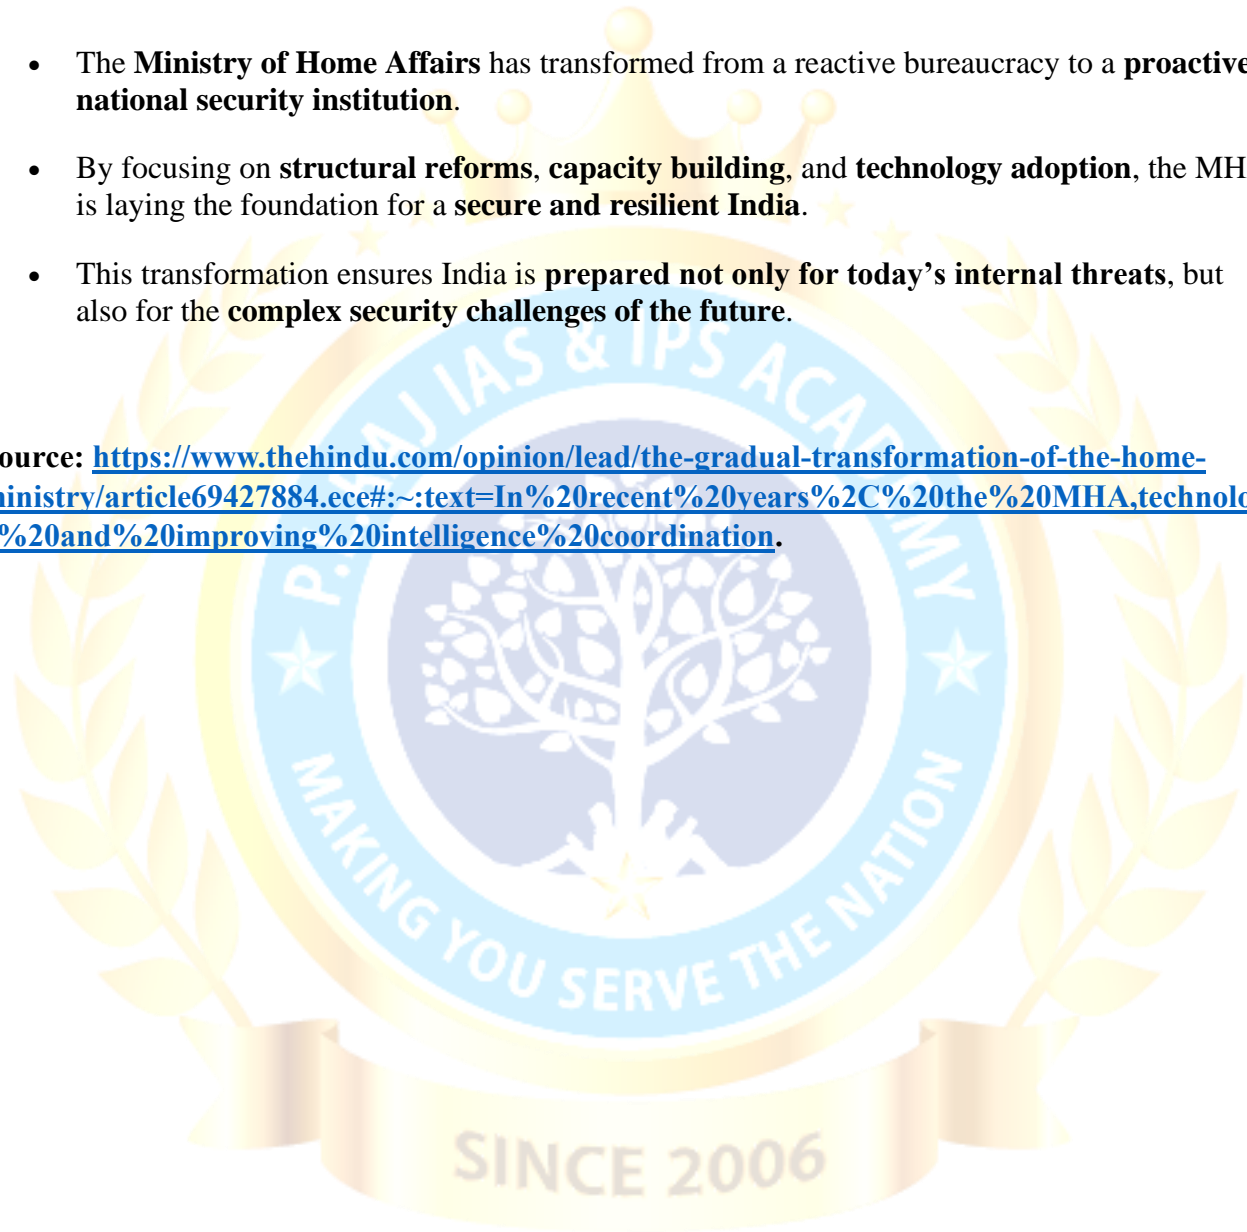 • The Ministry of Home Affairs has transformed from a reactive bureaucracy to a proactive
national security institution.
• By focusing on structural reforms, capacity building, and technology adoption, the MH
is laying the foundation for a secure and resilient India.
• This transformation ensures India is prepared not only for today’s internal threats, but
also for the complex security challenges of the future.
ource: https://www.thehindu.com/opinion/lead/the-gradual-transformation-of-the-home-
inistry/article69427884.ece#:~:text=In%20recent%20years%2C%20the%20MHA,technolo
%20and%20improving%20intelligence%20coordination.
P. RAJ IAS & IPS ACADEMY
MAKING YOU SERVE THE NATION
SINCE 2006